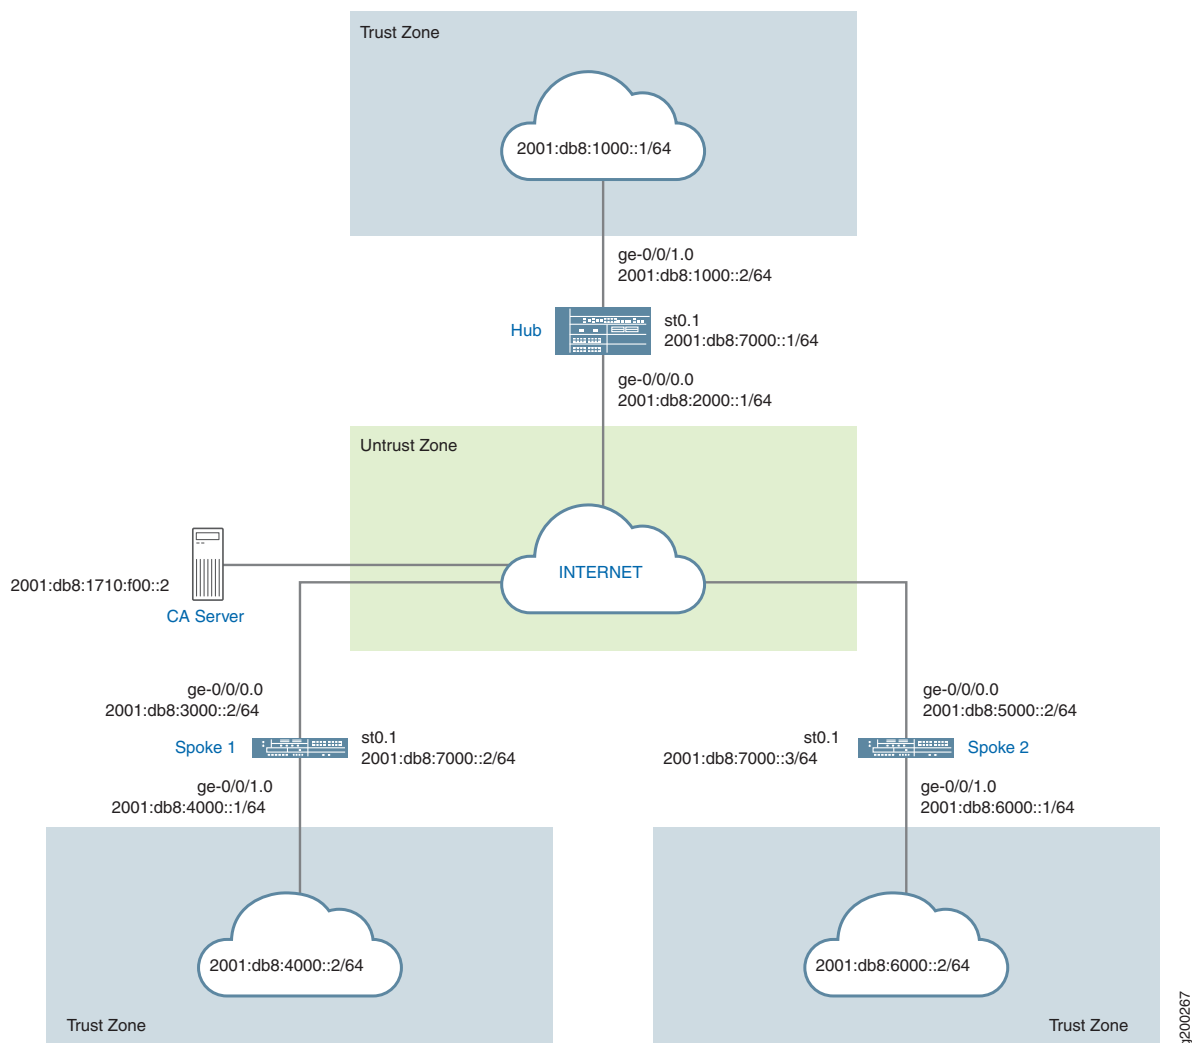 Trust Zone
2001:db8:1000::1/64
ge-0/0/1.0
2001:db8:1000::2/64
Hub
st0.1
2001:db8:7000::1/64
ge-0/0/0.0
2001:db8:2000::1/64
Untrust Zone
INTERNET
2001:db8:1710:f00::2
CA Server
ge-0/0/0.0
2001:db8:3000::2/64
Spoke 1
st0.1
2001:db8:7000::2/64
ge-0/0/1.0
2001:db8:4000::1/64
ge-0/0/0.0
2001:db8:5000::2/64
st0.1
2001:db8:7000::3/64
Spoke 2
ge-0/0/1.0
2001:db8:6000::1/64
2001:db8:4000::2/64
Trust Zone
2001:db8:6000::2/64
Trust Zone
g200267